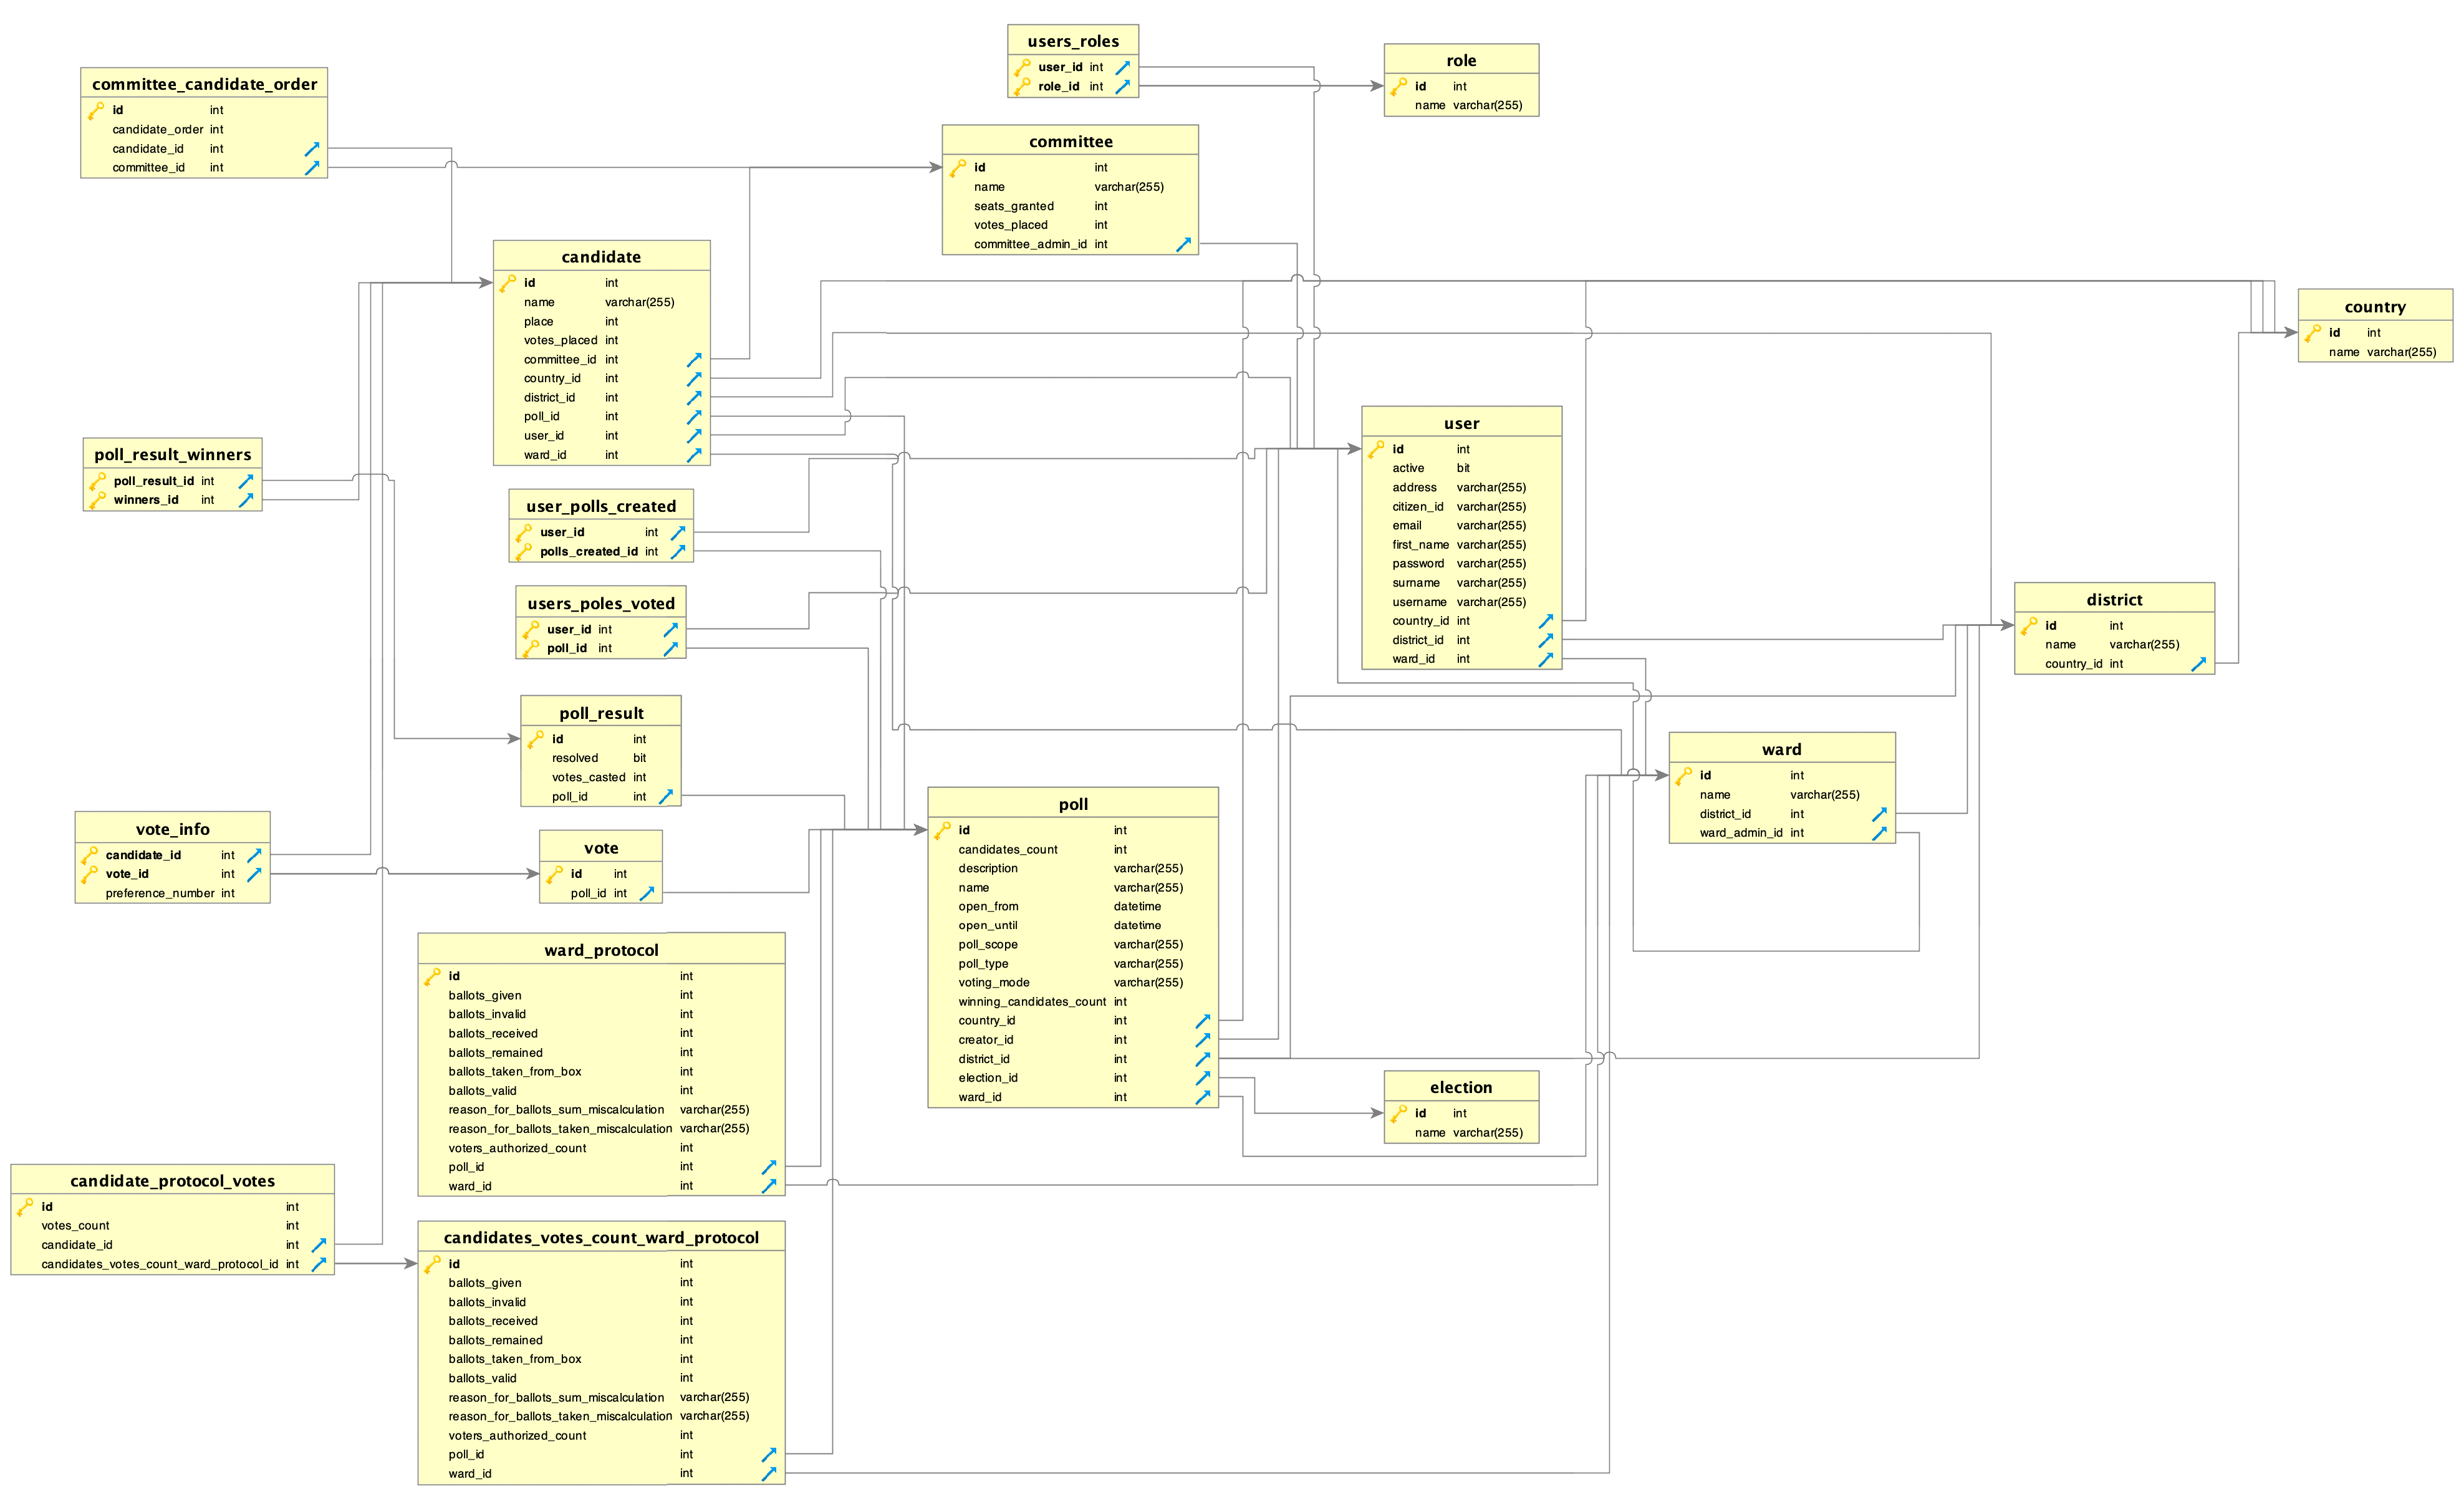 users_roles
user_id int
role_id int
role
id int
name varchar(255)
committee_candidate_order
id int
candidate_order int
candidate_id int
committee_id int
committee
id int
name varchar(255)
seats_granted int
votes_placed int
committee_admin_id int
candidate
id int
name varchar(255)
place int
votes_placed int
committee_id int
country_id int
district_id int
poll_id int
user_id int
ward_id int
country
id int
name varchar(255)
user
id int
active bit
address varchar(255)
citizen_id varchar(255)
email varchar(255)
first_name varchar(255)
password varchar(255)
surname varchar(255)
username varchar(255)
country_id int
district_id int
ward_id int
poll_result_winners
poll_result_id int
winners_id int
user_polls_created
user_id int
polls_created_id int
users_poles_voted
user_id int
poll_id int
district
id int
name varchar(255)
country_id int
poll_result
id int
resolved bit
votes_casted int
poll_id int
ward
id int
name varchar(255)
district_id int
ward_admin_id int
vote_info
candidate_id int
vote_id int
preference_number int
vote
id int
poll_id int
poll
id int
candidates_count int
description varchar(255)
name varchar(255)
open_from datetime
open_until datetime
poll_scope varchar(255)
poll_type varchar(255)
voting_mode varchar(255)
winning_candidates_count int
country_id int
creator_id int
district_id int
election_id int
ward_id int
ward_protocol
id int
ballots_given int
ballots_invalid int
ballots_received int
ballots_remained int
ballots_taken_from_box int
ballots_valid int
reason_for_ballots_sum_miscalculation varchar(255)
reason_for_ballots_taken_miscalculation varchar(255)
voters_authorized_count int
poll_id int
ward_id int
election
id int
name varchar(255)
candidate_protocol_votes
id int
votes_count int
candidate_id int
candidates_votes_count_ward_protocol_id int
candidates_votes_count_ward_protocol
id int
ballots_given int
ballots_invalid int
ballots_received int
ballots_remained int
ballots_taken_from_box int
ballots_valid int
reason_for_ballots_sum_miscalculation varchar(255)
reason_for_ballots_taken_miscalculation varchar(255)
voters_authorized_count int
poll_id int
ward_id int